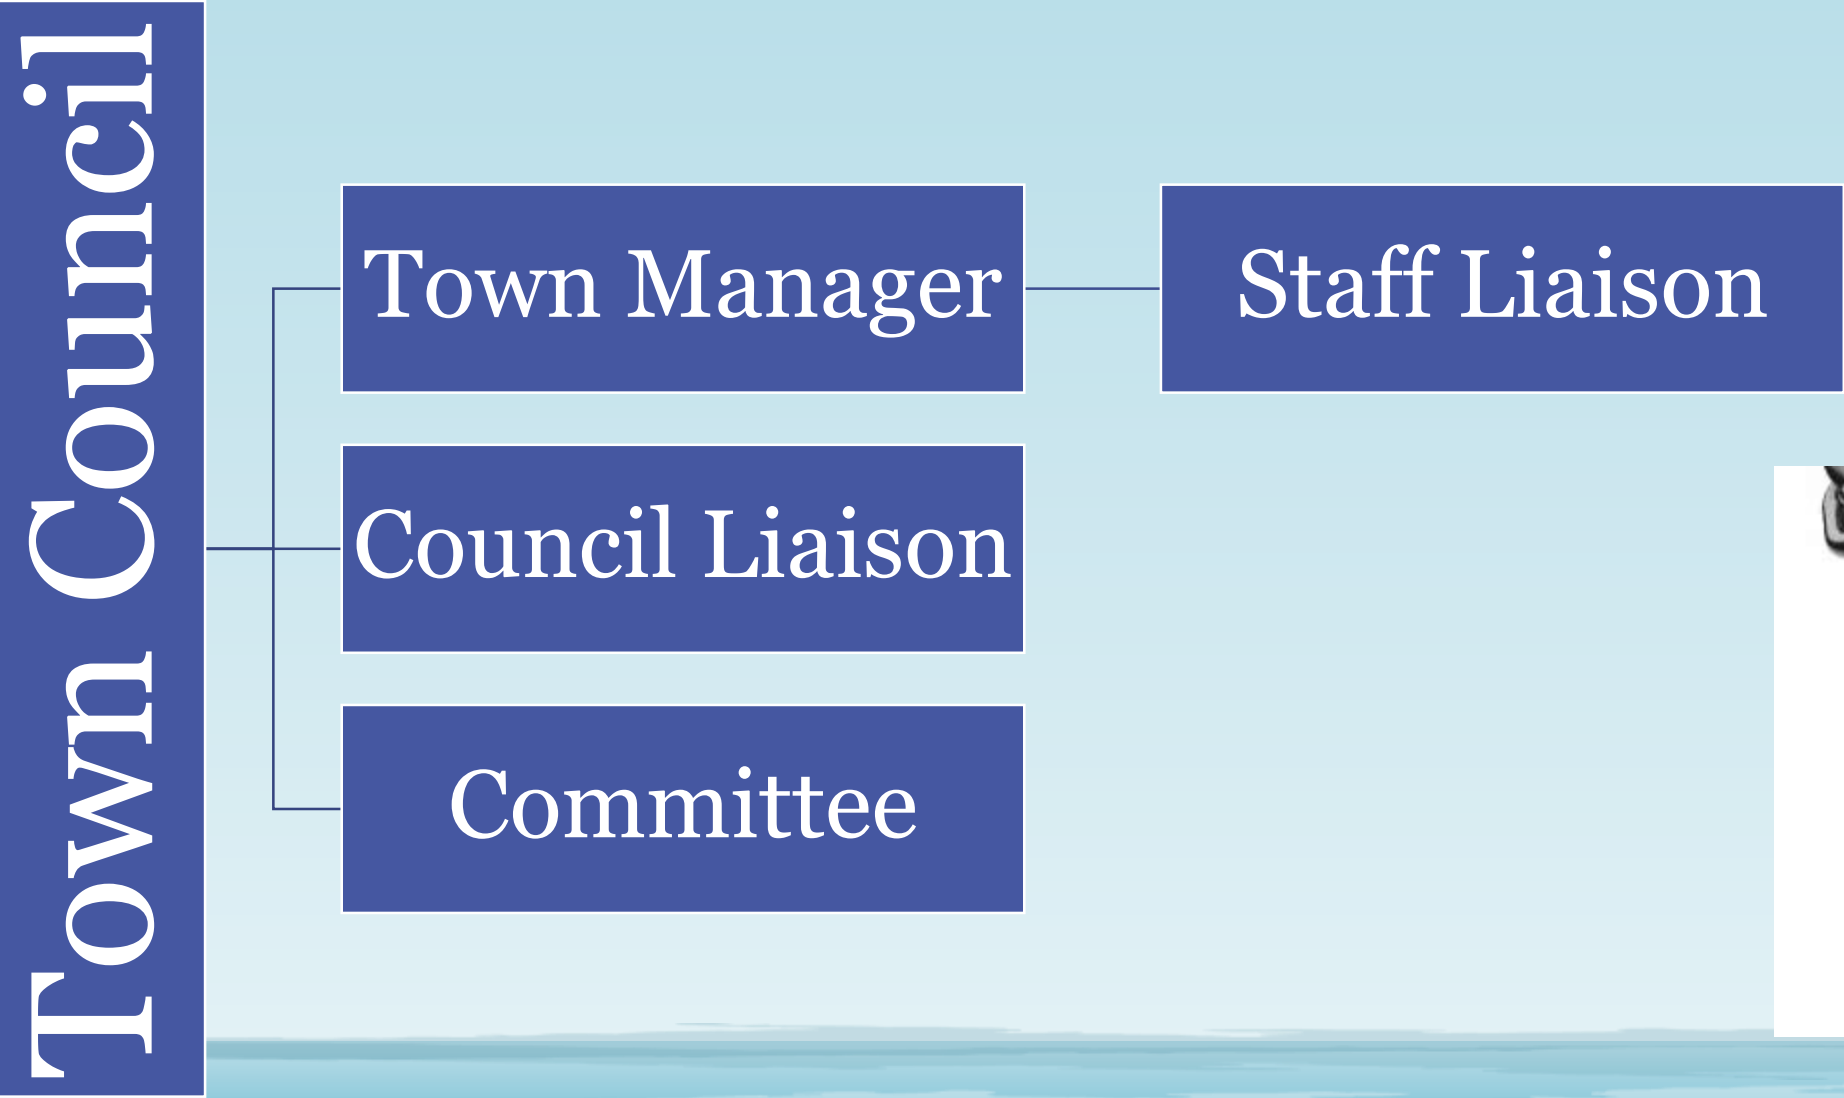 Town Council
Town Manager
Staff Liaison
Council Liaison
Committee